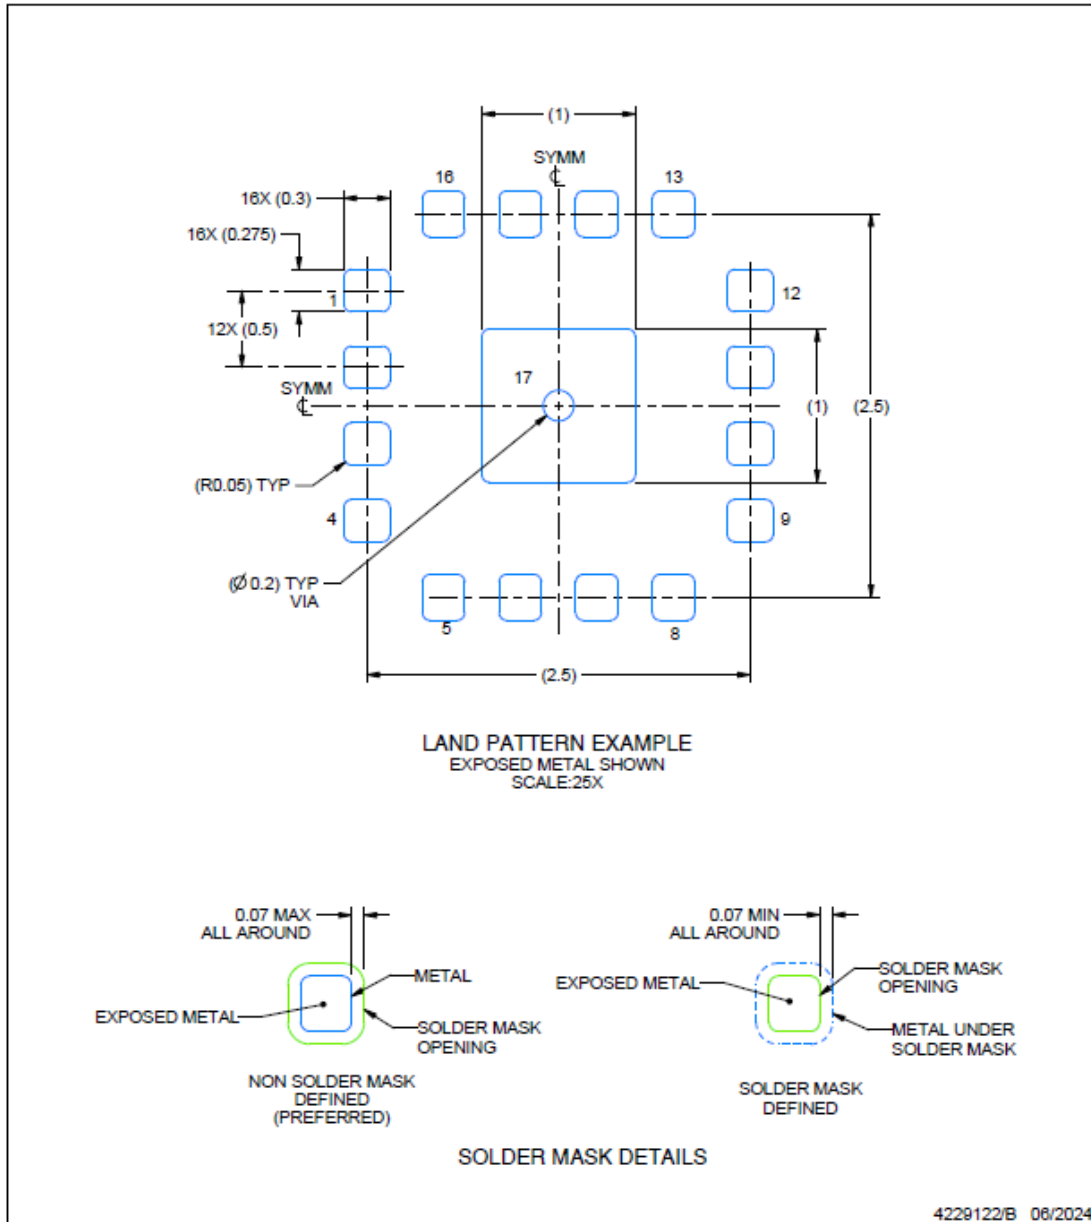 (1)
SYMM
℄
16
13
16X (0.3)
16X (0.275)
1
12
12X (0.5)
17
SYMM
℄
(1)
(2.5)
(R0.05) TYP
4
9
(Ø 0.2) TYP
VIA
5
8
(2.5)
LAND PATTERN EXAMPLE
EXPOSED METAL SHOWN
SCALE:25X
0.07 MAX
ALL AROUND
METAL
EXPOSED METAL
SOLDER MASK
OPENING
NON SOLDER MASK
DEFINED
(PREFERRED)
0.07 MIN
ALL AROUND
EXPOSED METAL
SOLDER MASK
OPENING
METAL UNDER
SOLDER MASK
SOLDER MASK
DEFINED
SOLDER MASK DETAILS
4229122/B 06/2024